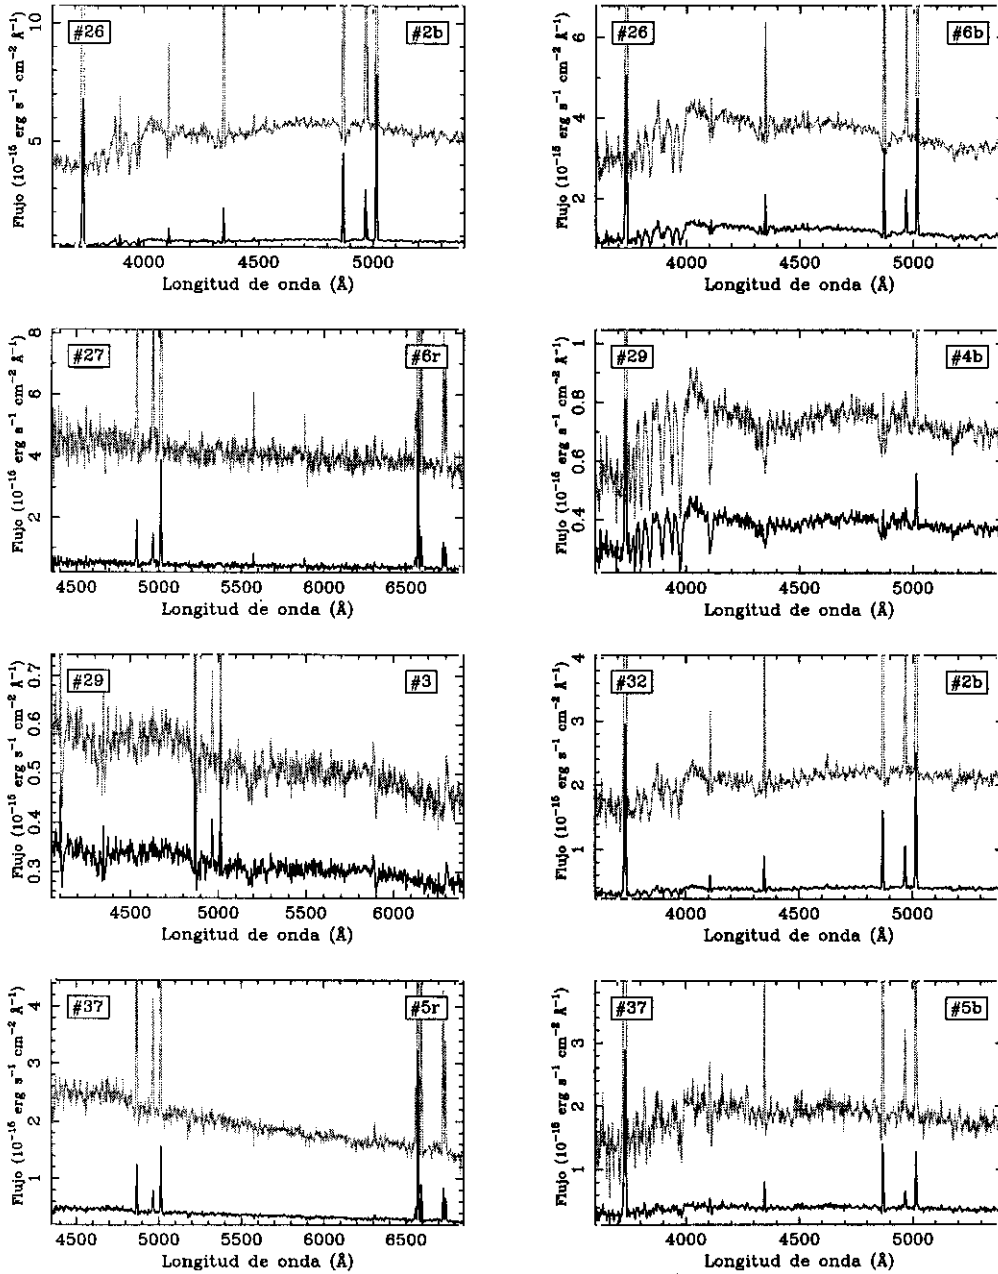 #26
#2b
10
5
Flujo (10⁻¹⁵ erg s⁻¹ cm⁻² Å⁻¹)
4000 4500 5000
Longitud de onda (Å)
#26
#6b
6
4
2
Flujo (10⁻¹⁵ erg s⁻¹ cm⁻² Å⁻¹)
4000 4500 5000
Longitud de onda (Å)
#27
#6r
8
6
4
2
Flujo (10⁻¹⁵ erg s⁻¹ cm⁻² Å⁻¹)
4500 5000 5500 6000 6500
Longitud de onda (Å)
#29
#4b
1
0.8
0.6
0.4
Flujo (10⁻¹⁵ erg s⁻¹ cm⁻² Å⁻¹)
4000 4500 5000
Longitud de onda (Å)
#29
#3
0.7
0.6
0.5
0.4
0.3
Flujo (10⁻¹⁵ erg s⁻¹ cm⁻² Å⁻¹)
4500 5000 5500 6000
Longitud de onda (Å)
#32
#2b
4
3
2
1
Flujo (10⁻¹⁵ erg s⁻¹ cm⁻² Å⁻¹)
4000 4500 5000
Longitud de onda (Å)
#37
#5r
4
3
2
1
Flujo (10⁻¹⁵ erg s⁻¹ cm⁻² Å⁻¹)
4500 5000 5500 6000 6500
Longitud de onda (Å)
#37
#5b
3
2
1
Flujo (10⁻¹⁵ erg s⁻¹ cm⁻² Å⁻¹)
4000 4500 5000
Longitud de onda (Å)